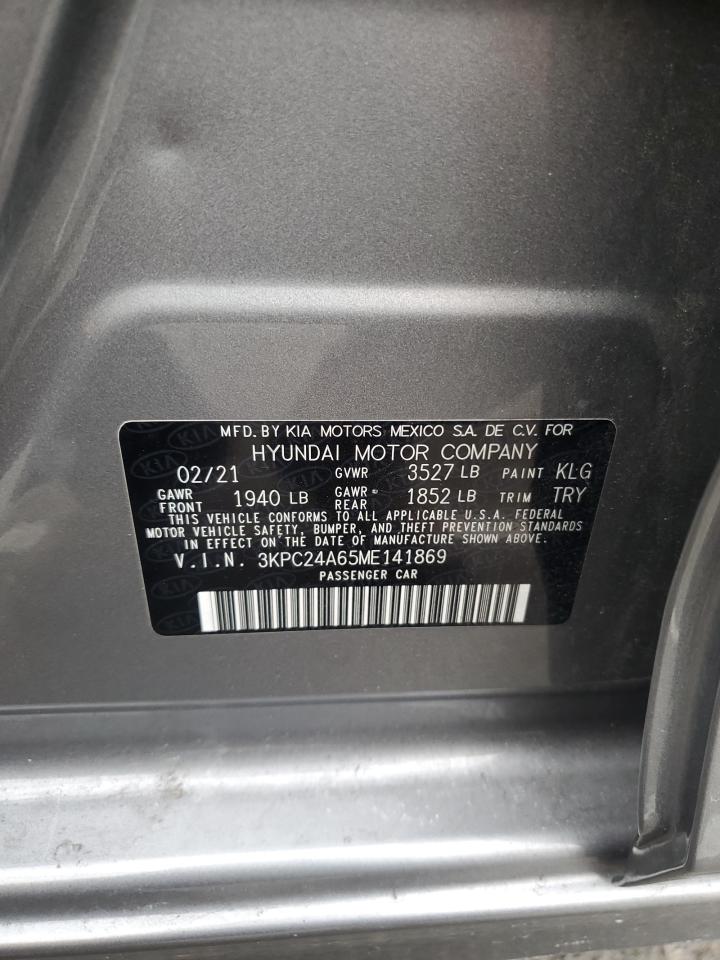 MFD. BY KIA MOTORS MEXICO S.A. DE C.V. FOR
HYUNDAI MOTOR COMPANY
02/21 GVWR 3527 LB PAINT KLG
GAWR FRONT 1940 LB GAWR REAR 1852 LB TRIM TRY
THIS VEHICLE CONFORMS TO ALL APPLICABLE U.S.A. FEDERAL
MOTOR VEHICLE SAFETY, BUMPER, AND THEFT PREVENTION STANDARDS
IN EFFECT ON THE DATE OF MANUFACTURE SHOWN ABOVE.
V.I.N. 3KPC24A65ME141869
PASSENGER CAR